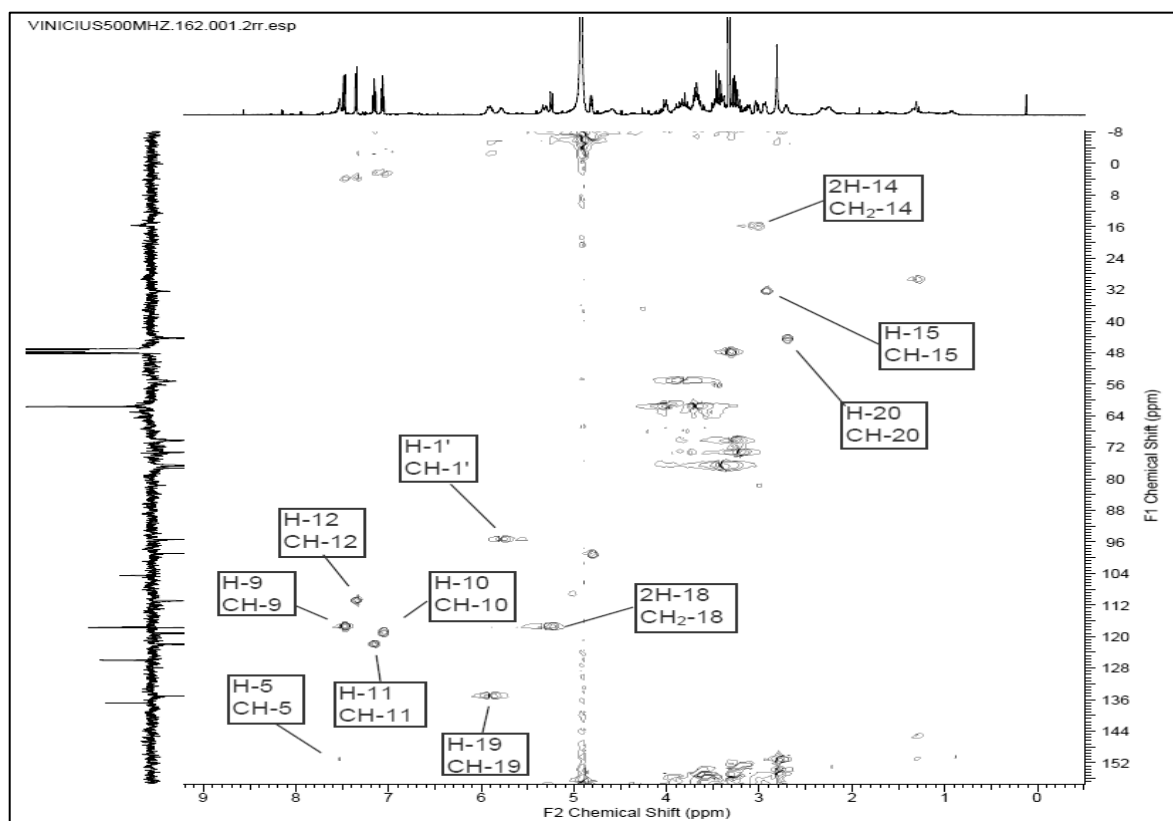 VINICIUS500MHZ.162.001.2rr.esp
-8
0
8
16
24
32
40
48
56
64
72
80
88
96
104
112
120
128
136
144
152
F1 Chemical Shift (ppm)
2H-14
CH₂-14
H-15
CH-15
H-20
CH-20
H-1'
CH-1'
H-12
CH-12
H-9
CH-9
H-10
CH-10
2H-18
CH₂-18
H-5
CH-5
H-11
CH-11
H-19
CH-19
9 8 7 6 5 4 3 2 1 0
F2 Chemical Shift (ppm)